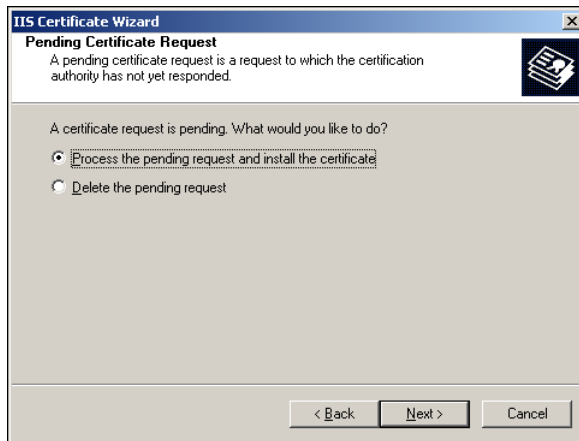 IIS Certificate Wizard
Pending Certificate Request
A pending certificate request is a request to which the certification
authority has not yet responded.
A certificate request is pending. What would you like to do?
Process the pending request and install the certificate
Delete the pending request
< Back
Next >
Cancel